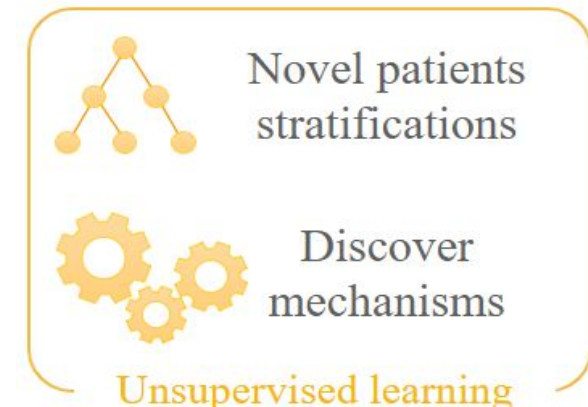 Novel patients
stratifications
Discover
mechanisms
Unsupervised learning